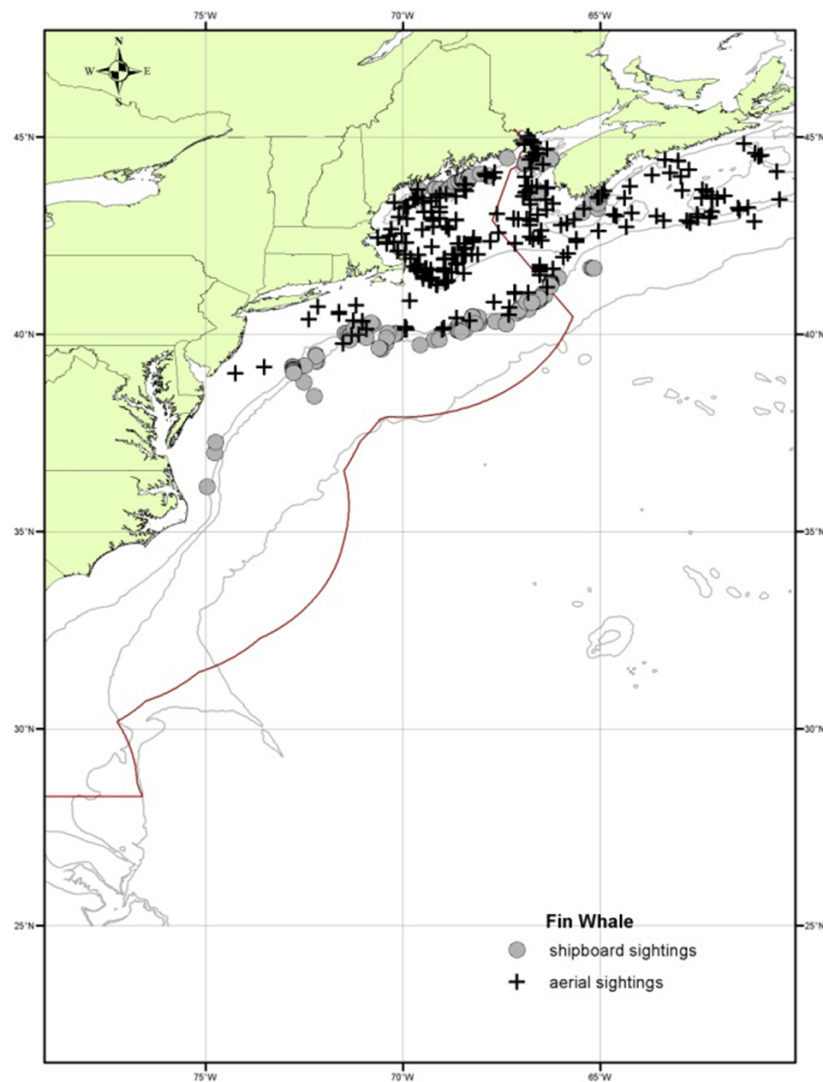 75°W 70°W 65°W
N
W E
S
45°N 45°N
40°N 40°N
35°N 35°N
30°N 30°N
25°N 25°N
Fin Whale
shipboard sightings
aerial sightings
75°W 70°W 65°W